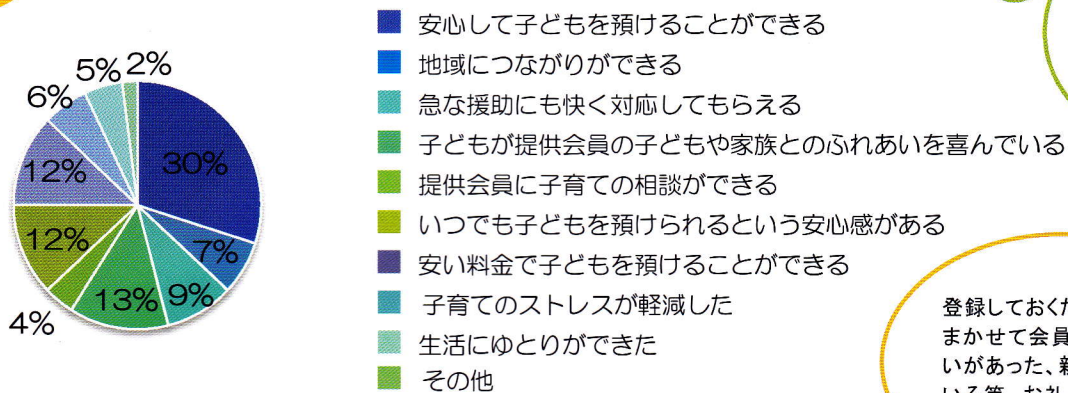 安心して子どもを預けることができる
地域につながりができる
急な援助にも快く対応してもらえる
子どもが提供会員の子どもや家族とのふれあいを喜んでいる
提供会員に子育ての相談ができる
いつでも子どもを預けられるという安心感がある
安い料金で子どもを預けることができる
子育てのストレスが軽減した
生活にゆとりができた
その他
30%
7%
9%
13%
4%
12%
12%
6%
5%
2%
登録しておくだ
まかせて会員
いがあった、親